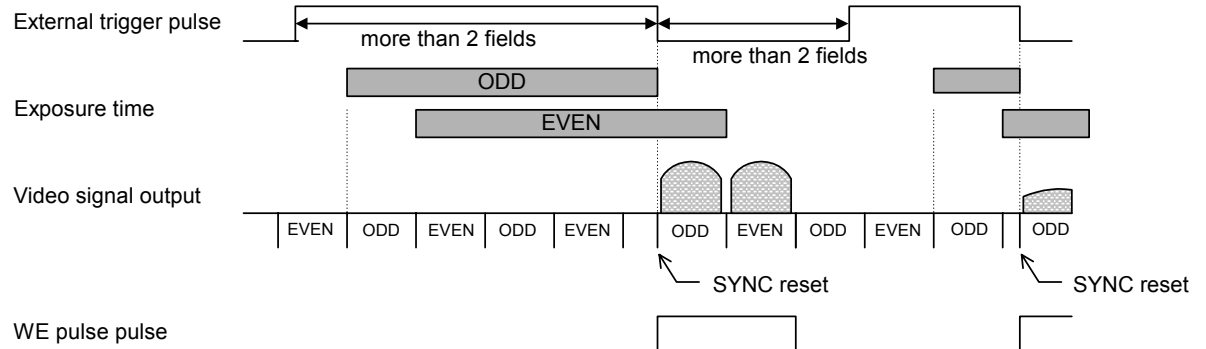 External trigger pulse
more than 2 fields
more than 2 fields
ODD
Exposure time
EVEN
Video signal output
EVEN ODD EVEN ODD EVEN ODD EVEN ODD EVEN ODD ODD
SYNC reset
SYNC reset
WE pulse pulse